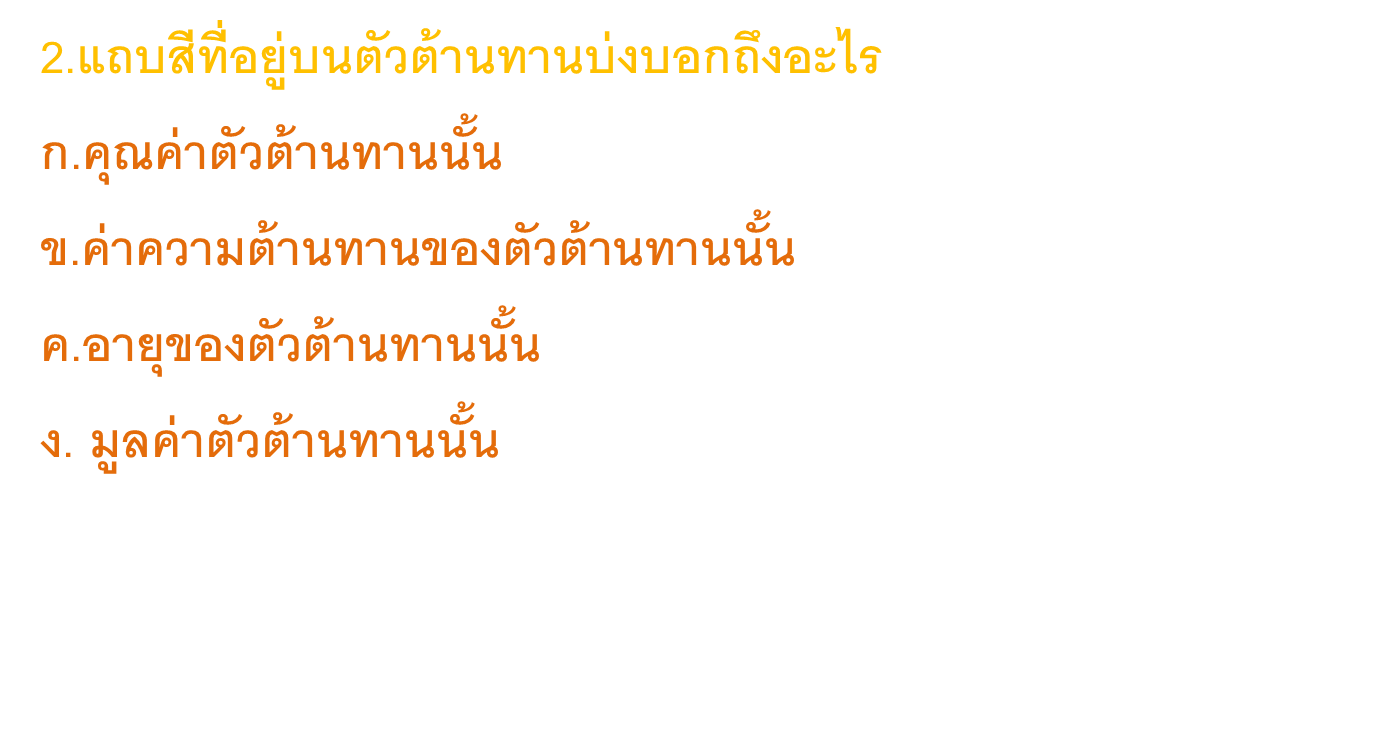 2.แถบสีที่อยู่บนตัวต้านทานบ่งบอกถึงอะไร
ก.คุณค่าตัวต้านทานนั้น
ข.ค่าความต้านทานของตัวต้านทานนั้น
ค.อายุของตัวต้านทานนั้น
ง. มูลค่าตัวต้านทานนั้น